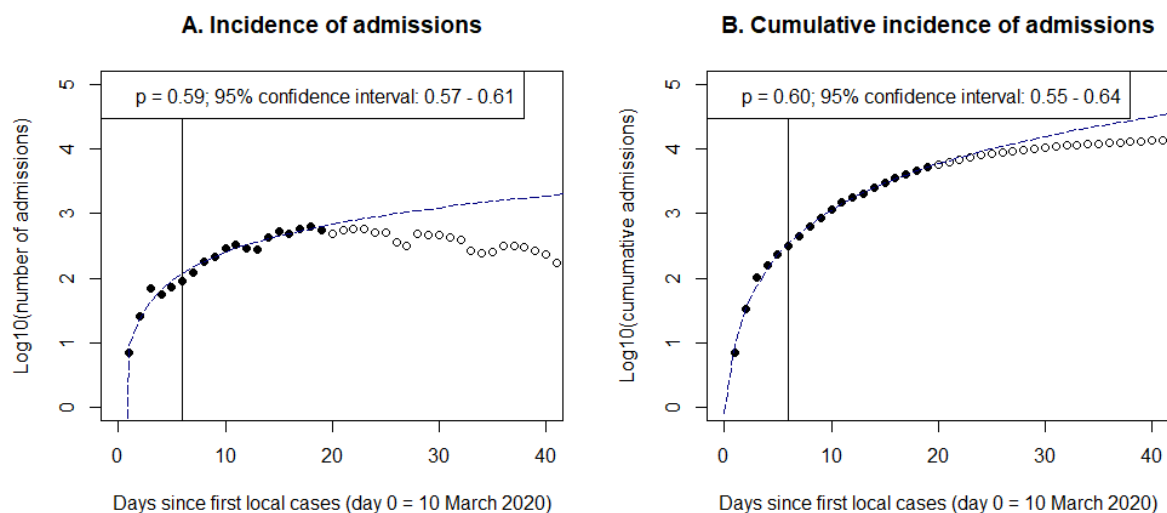 A. Incidence of admissions
p = 0.59; 95% confidence interval: 0.57 - 0.61
Log10(number of admissions)
5
4
3
2
1
0
0 10 20 30 40
Days since first local cases (day 0 = 10 March 2020)
B. Cumulative incidence of admissions
p = 0.60; 95% confidence interval: 0.55 - 0.64
Log10(cumumative admissions)
5
4
3
2
1
0
0 10 20 30 40
Days since first local cases (day 0 = 10 March 2020)